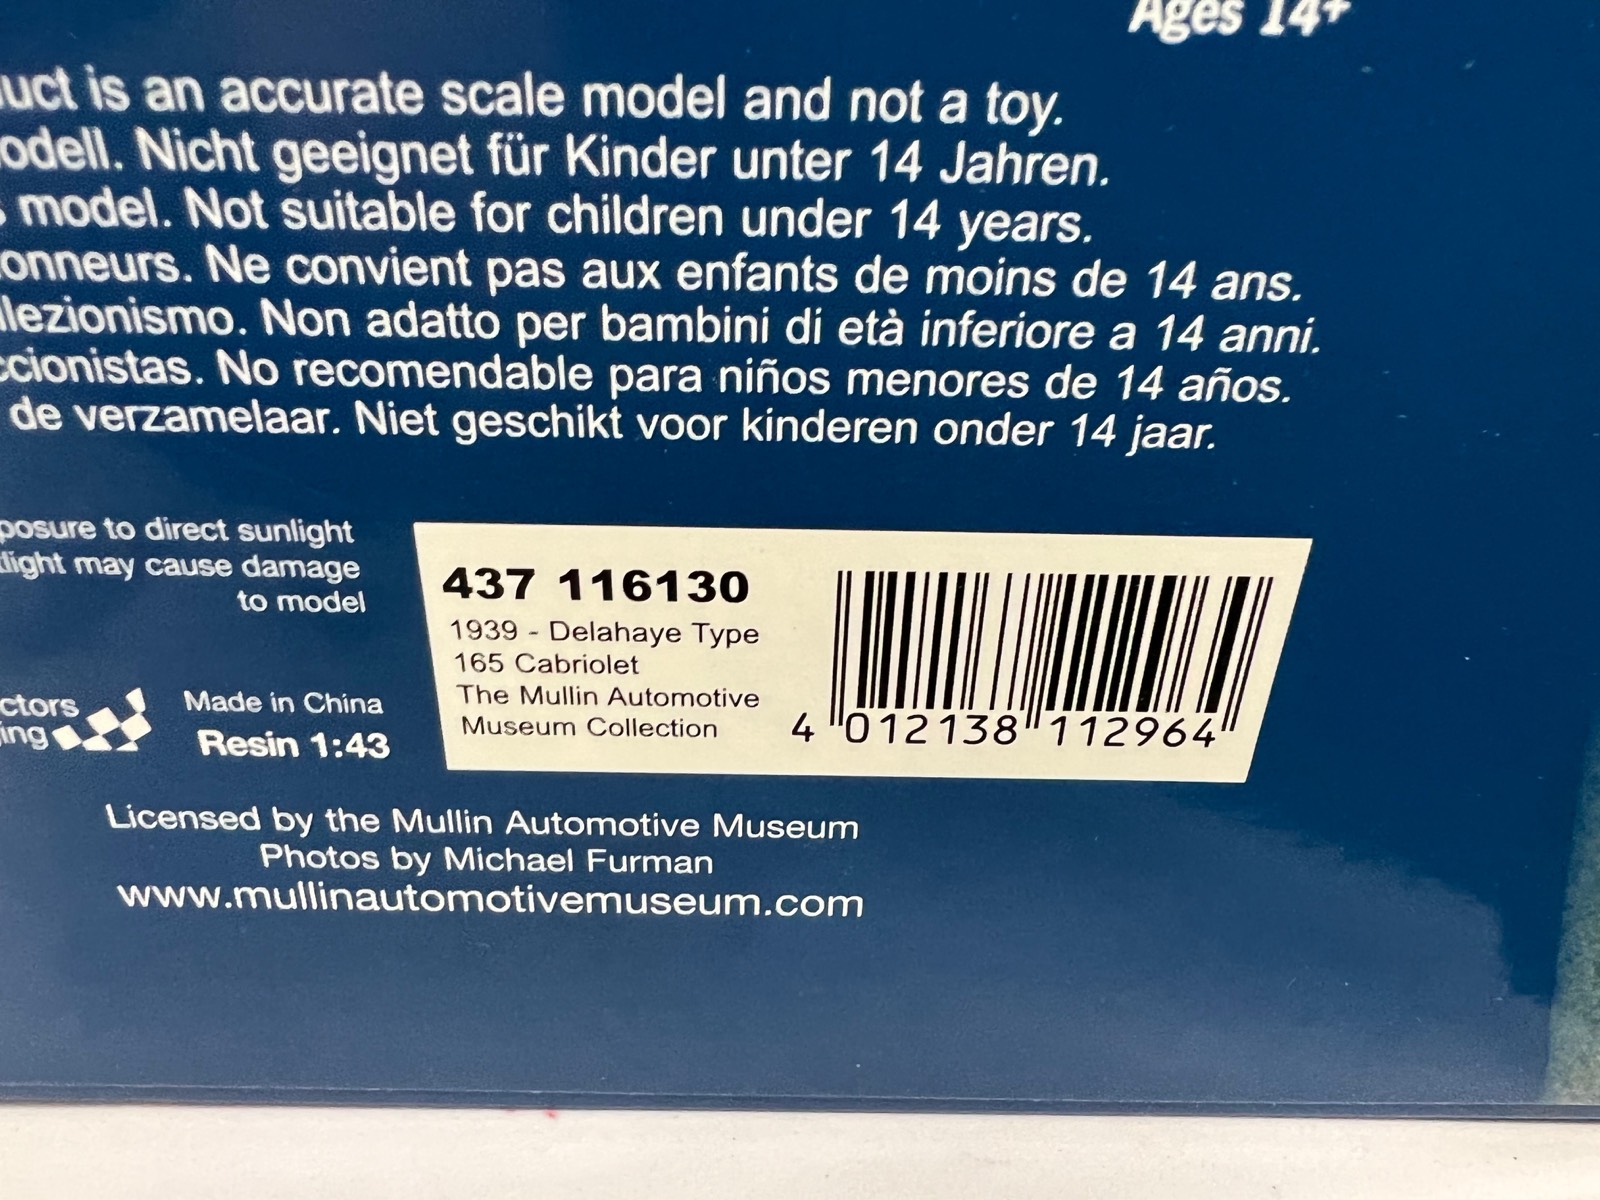 Ages 14+
uct is an accurate scale model and not a toy.
odell. Nicht geeignet für Kinder unter 14 Jahren.
s model. Not suitable for children under 14 years.
onneurs. Ne convient pas aux enfants de moins de 14 ans.
llezionismo. Non adatto per bambini di età inferiore a 14 anni.
ccionistas. No recomendable para niños menores de 14 años.
de verzamelaar. Niet geschikt voor kinderen onder 14 jaar.
posure to direct sunlight
light may cause damage
to model
ctors
ing
Made in China
Resin 1:43
437 116130
1939 - Delahaye Type
165 Cabriolet
The Mullin Automotive
Museum Collection
4 012138 112964
Licensed by the Mullin Automotive Museum
Photos by Michael Furman
www.mullinautomotivemuseum.com